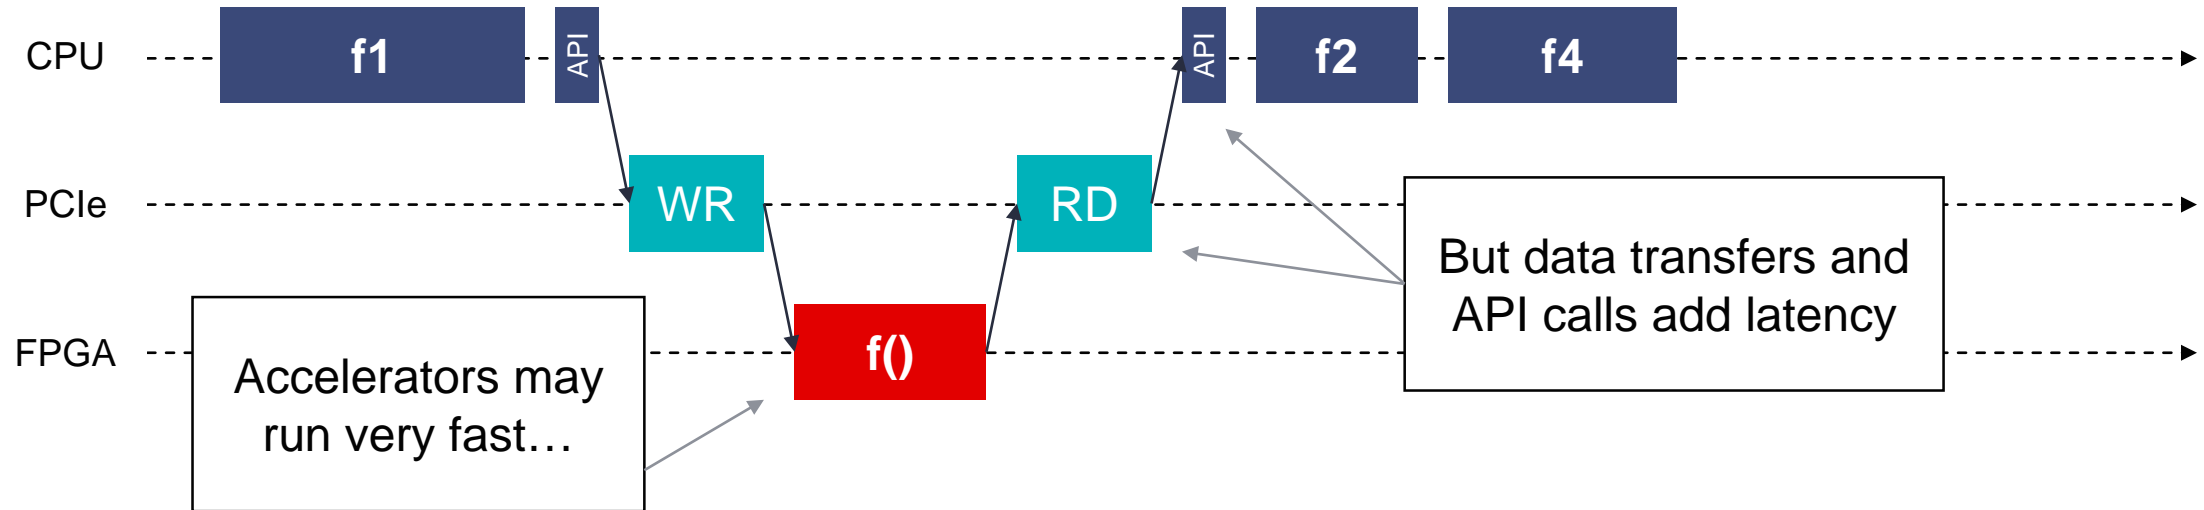 CPU
f1
API
API
f2
f4
PCIe
WR
RD
FPGA
f()
Accelerators may
run very fast…
But data transfers and
API calls add latency